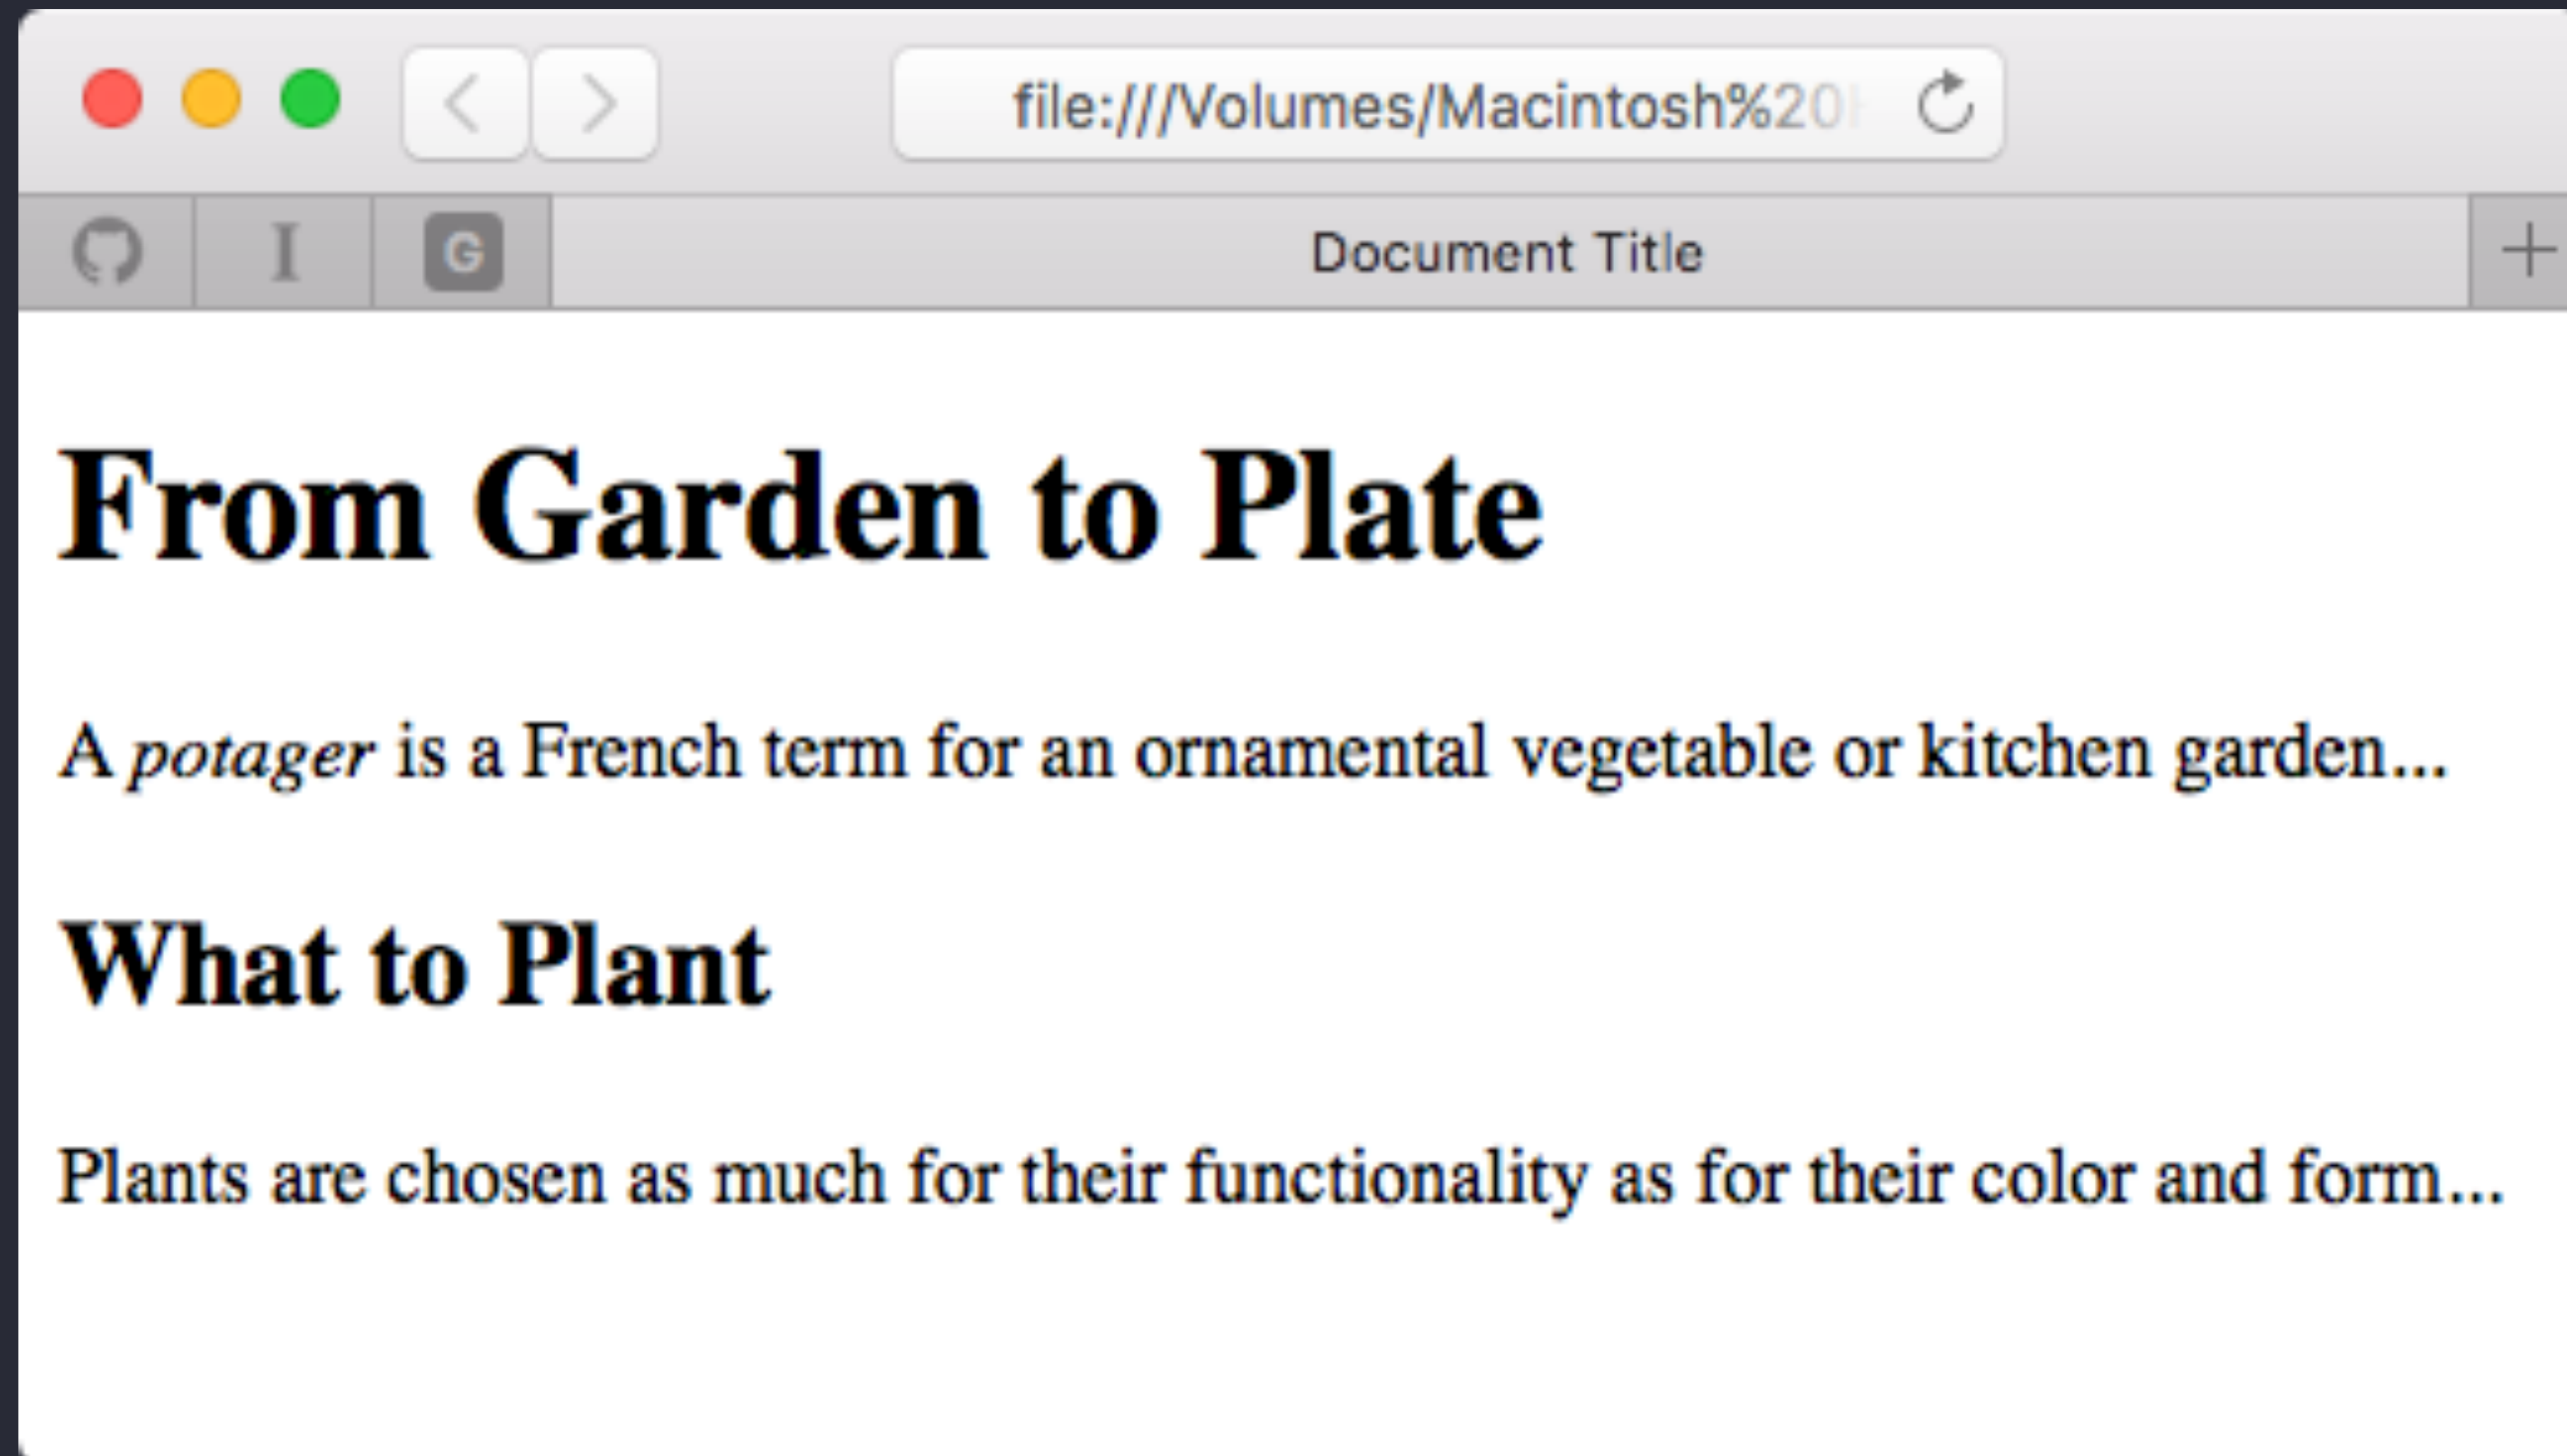 file:///Volumes/Macintosh%20
I
G
Document Title
From Garden to Plate
A potager is a French term for an ornamental vegetable or kitchen garden...
What to Plant
Plants are chosen as much for their functionality as for their color and form...